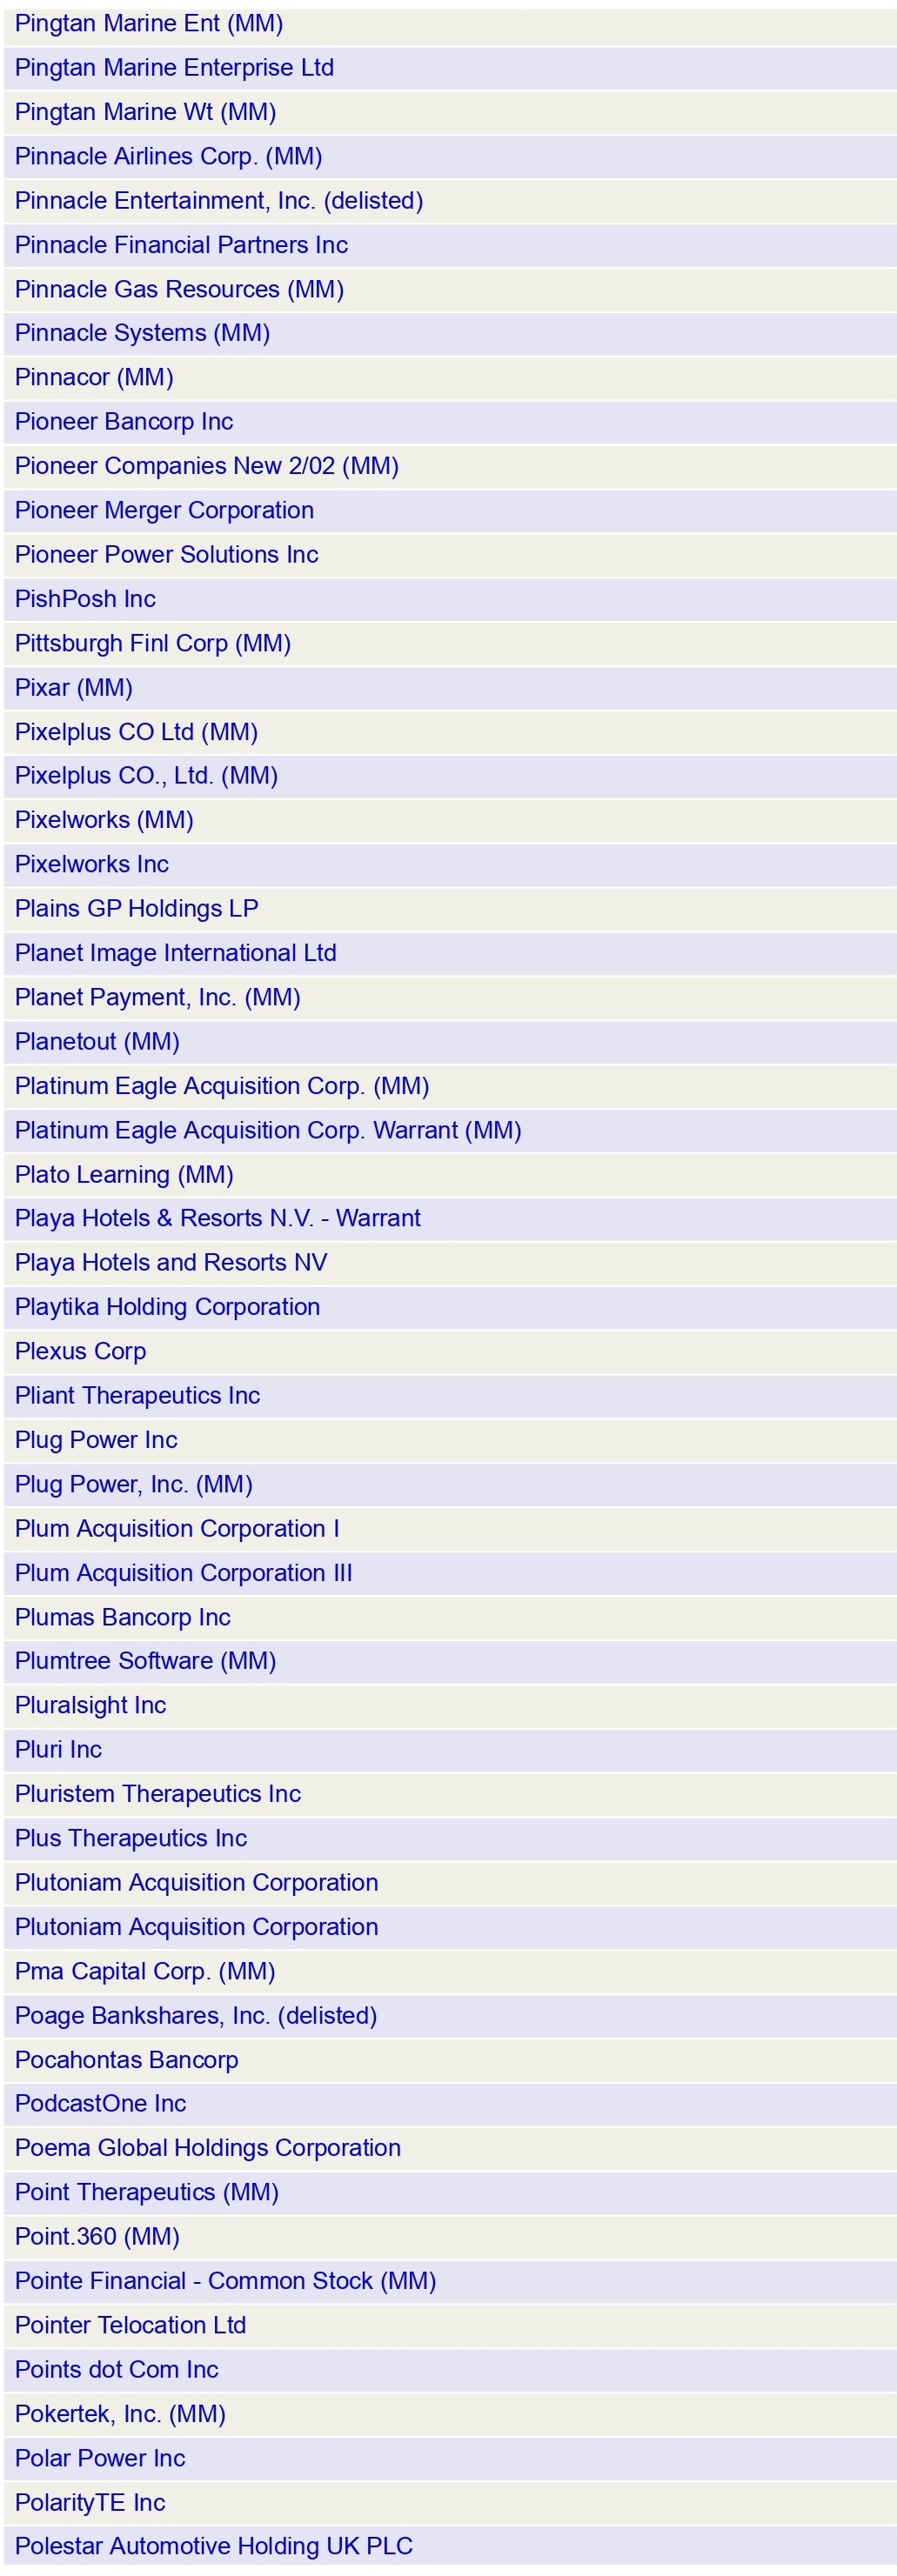 Pingtan Marine Ent (MM)
Pingtan Marine Enterprise Ltd
Pingtan Marine Wt (MM)
Pinnacle Airlines Corp. (MM)
Pinnacle Entertainment, Inc. (delisted)
Pinnacle Financial Partners Inc
Pinnacle Gas Resources (MM)
Pinnacle Systems (MM)
Pinnacor (MM)
Pioneer Bancorp Inc
Pioneer Companies New 2/02 (MM)
Pioneer Merger Corporation
Pioneer Power Solutions Inc
PishPosh Inc
Pittsburgh Finl Corp (MM)
Pixar (MM)
Pixelplus CO Ltd (MM)
Pixelplus CO., Ltd. (MM)
Pixelworks (MM)
Pixelworks Inc
Plains GP Holdings LP
Planet Image International Ltd
Planet Payment, Inc. (MM)
Planetout (MM)
Platinum Eagle Acquisition Corp. (MM)
Platinum Eagle Acquisition Corp. Warrant (MM)
Plato Learning (MM)
Playa Hotels & Resorts N.V. - Warrant
Playa Hotels and Resorts NV
Playtika Holding Corporation
Plexus Corp
Pliant Therapeutics Inc
Plug Power Inc
Plug Power, Inc. (MM)
Plum Acquisition Corporation I
Plum Acquisition Corporation III
Plumas Bancorp Inc
Plumtree Software (MM)
Pluralsight Inc
Pluri Inc
Pluristem Therapeutics Inc
Plus Therapeutics Inc
Plutoniam Acquisition Corporation
Plutoniam Acquisition Corporation
Pma Capital Corp. (MM)
Poage Bankshares, Inc. (delisted)
Pocahontas Bancorp
PodcastOne Inc
Poema Global Holdings Corporation
Point Therapeutics (MM)
Point.360 (MM)
Pointe Financial - Common Stock (MM)
Pointer Telocation Ltd
Points dot Com Inc
Pokertek, Inc. (MM)
Polar Power Inc
PolarityTE Inc
Polestar Automotive Holding UK PLC